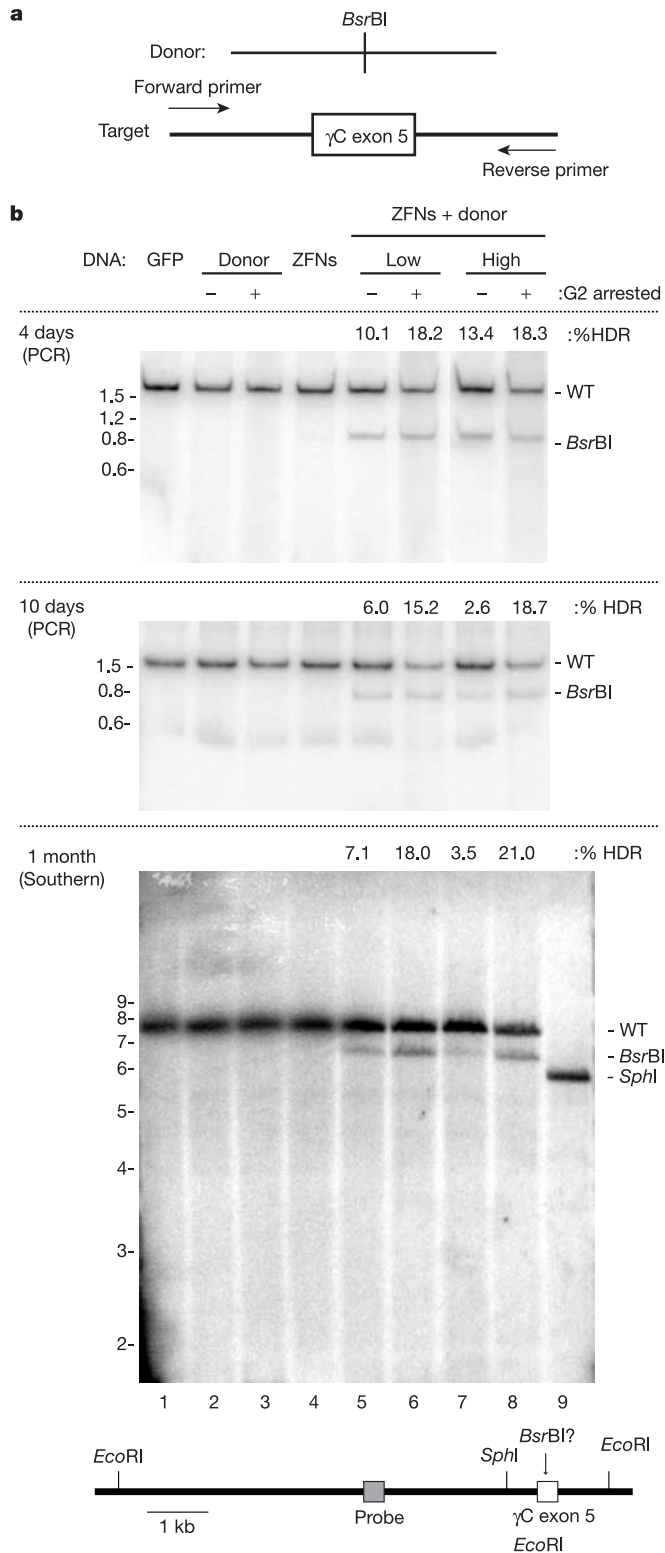 a
BsrBI
Donor:
Forward primer
Target
γC exon 5
Reverse primer
b
ZFNs + donor
DNA: GFP Donor ZFNs Low High
– + – + – + :G2 arrested
4 days
(PCR)
10.1 18.2 13.4 18.3 :%HDR
1.5 -
1.2 -
0.8-
0.6-
- WT
- BsrBI
10 days
(PCR)
6.0 15.2 2.6 18.7 :% HDR
1.5 -
0.8-
0.6-
- WT
- BsrBI
1 month
(Southern)
7.1 18.0 3.5 21.0 :% HDR
9-
8-
7-
6-
5-
4-
3-
2-
- WT
- BsrBI
- SphI
1 2 3 4 5 6 7 8 9
EcoRI SphI BsrBI? EcoRI
1 kb
Probe
γC exon 5
EcoRI